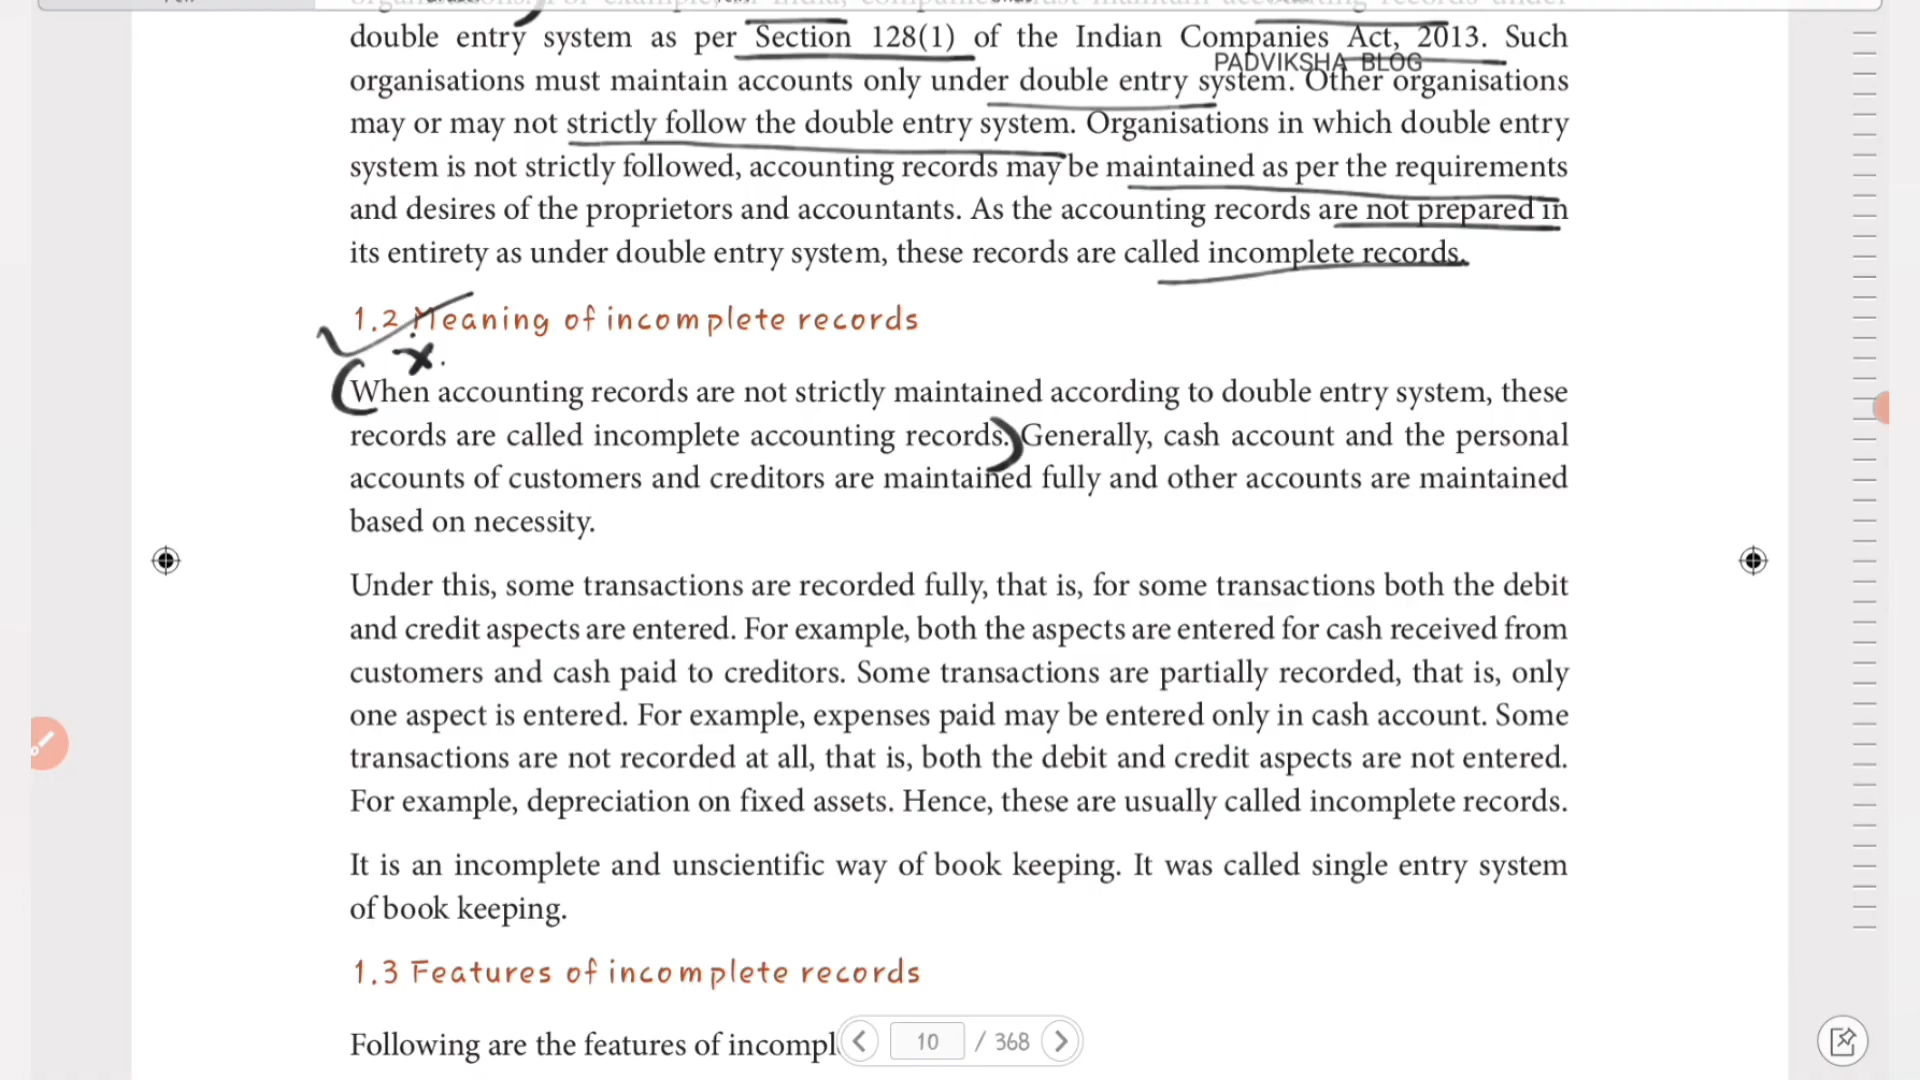 double entry system as per Section 128(1) of the Indian Companies Act, 2013. Such
PADVIKSHA BLOG
organisations must maintain accounts only under double entry system. Other organisations
may or may not strictly follow the double entry system. Organisations in which double entry
system is not strictly followed, accounting records may be maintained as per the requirements
and desires of the proprietors and accountants. As the accounting records are not prepared in
its entirety as under double entry system, these records are called incomplete records.
1.2 Meaning of incomplete records
When accounting records are not strictly maintained according to double entry system, these
records are called incomplete accounting records. Generally, cash account and the personal
accounts of customers and creditors are maintained fully and other accounts are maintained
based on necessity.
Under this, some transactions are recorded fully, that is, for some transactions both the debit
and credit aspects are entered. For example, both the aspects are entered for cash received from
customers and cash paid to creditors. Some transactions are partially recorded, that is, only
one aspect is entered. For example, expenses paid may be entered only in cash account. Some
transactions are not recorded at all, that is, both the debit and credit aspects are not entered.
For example, depreciation on fixed assets. Hence, these are usually called incomplete records.
It is an incomplete and unscientific way of book keeping. It was called single entry system
of book keeping.
1.3 Features of incomplete records
Following are the features of incompl
10 / 368